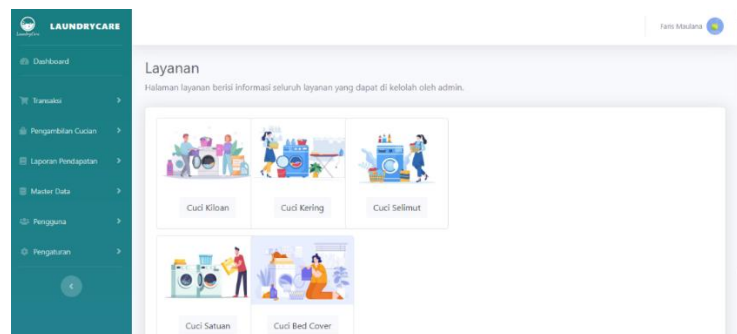 LAUNDRYCARE
Faris Maulana
Dashboard
Transaksi
Pengambilan Cucian
Laporan Pendapatan
Master Data
Pengguna
Pengaturan
Layanan
Halaman layanan berisi informasi seluruh layanan yang dapat di kelolah oleh admin.
Cuci Kiloan
Cuci Kering
Cuci Selimut
Cuci Satuan
Cuci Bed Cover